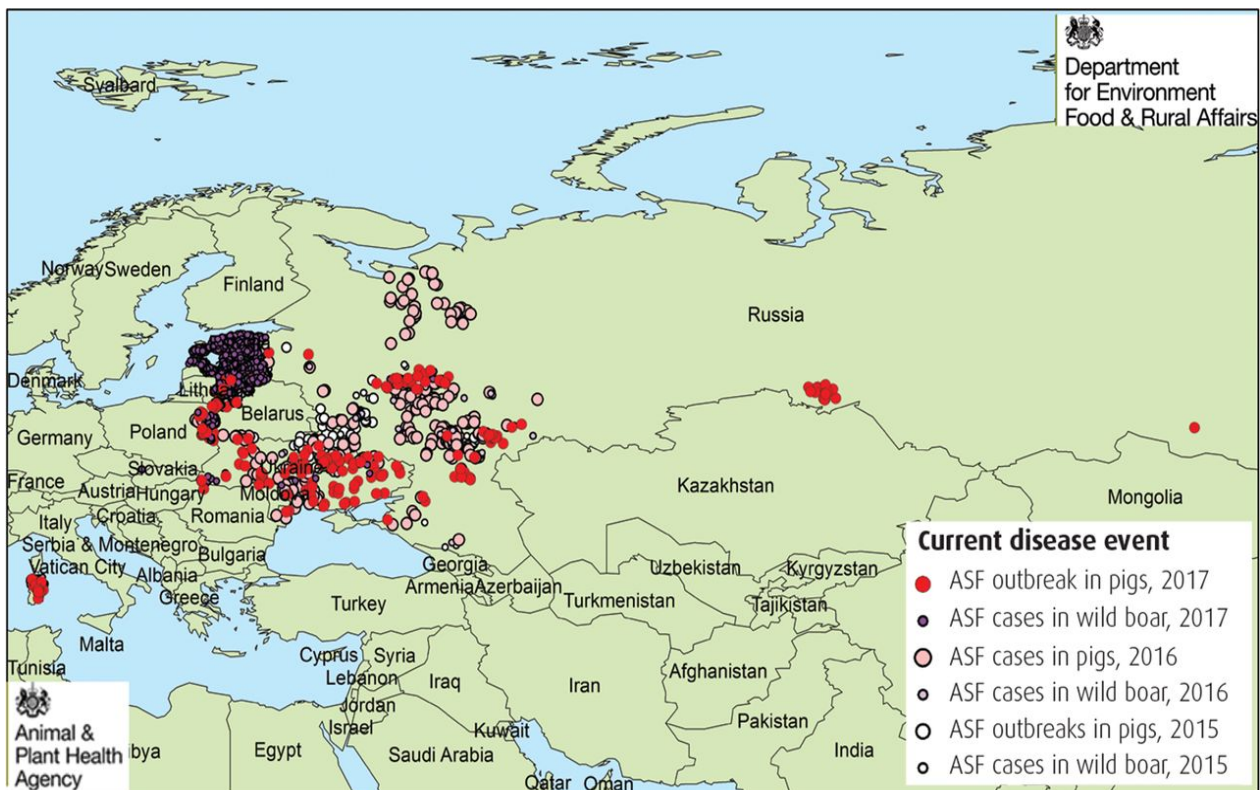 Department
for Environment
Food & Rural Affairs
Svalbard
Norway
Sweden
Finland
Russia
Denmark
Belarus
Germany
Poland
Slovakia
Ukraine
France
Austria
Hungary
Moldova
Kazakhstan
Mongolia
Italy
Croatia
Romania
Serbia & Montenegro
Bulgaria
Vatican City
Albania
Greece
Georgia
Armenia
Azerbaijan
Uzbekistan
Kyrgyzstan
Turkey
Turkmenistan
Tajikistan
Malta
Tunisia
Cyprus
Syria
Lebanon
Iraq
Iran
Afghanistan
Jordan
Israel
Kuwait
Pakistan
Egypt
Saudi Arabia
India
Qatar
Oman
Current disease event
ASF outbreak in pigs, 2017
ASF cases in wild boar, 2017
ASF cases in pigs, 2016
ASF cases in wild boar, 2016
ASF outbreaks in pigs, 2015
ASF cases in wild boar, 2015
Animal &
Plant Health
Agency